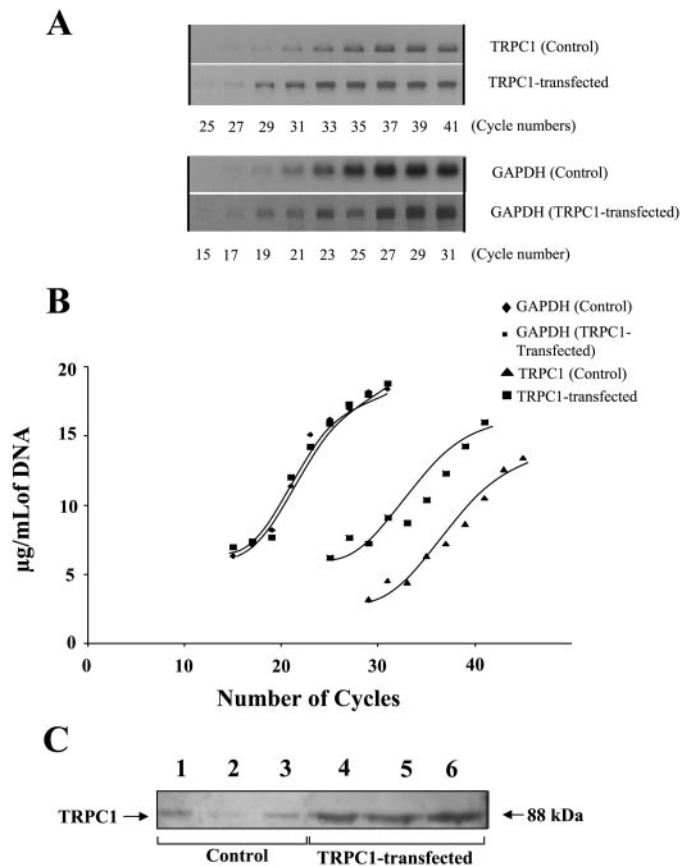 A
TRPC1 (Control)
TRPC1-transfected
25 27 29 31 33 35 37 39 41 (Cycle numbers)
GAPDH (Control)
GAPDH (TRPC1-transfected)
15 17 19 21 23 25 27 29 31 (Cycle number)
B
GAPDH (Control)
GAPDH (TRPC1-
Transfected)
TRPC1 (Control)
TRPC1-transfected
20
15
10
5
0
µg/mLof DNA
0 10 20 30 40
Number of Cycles
C
1 2 3 4 5 6
TRPC1 88 kDa
Control TRPC1-transfected